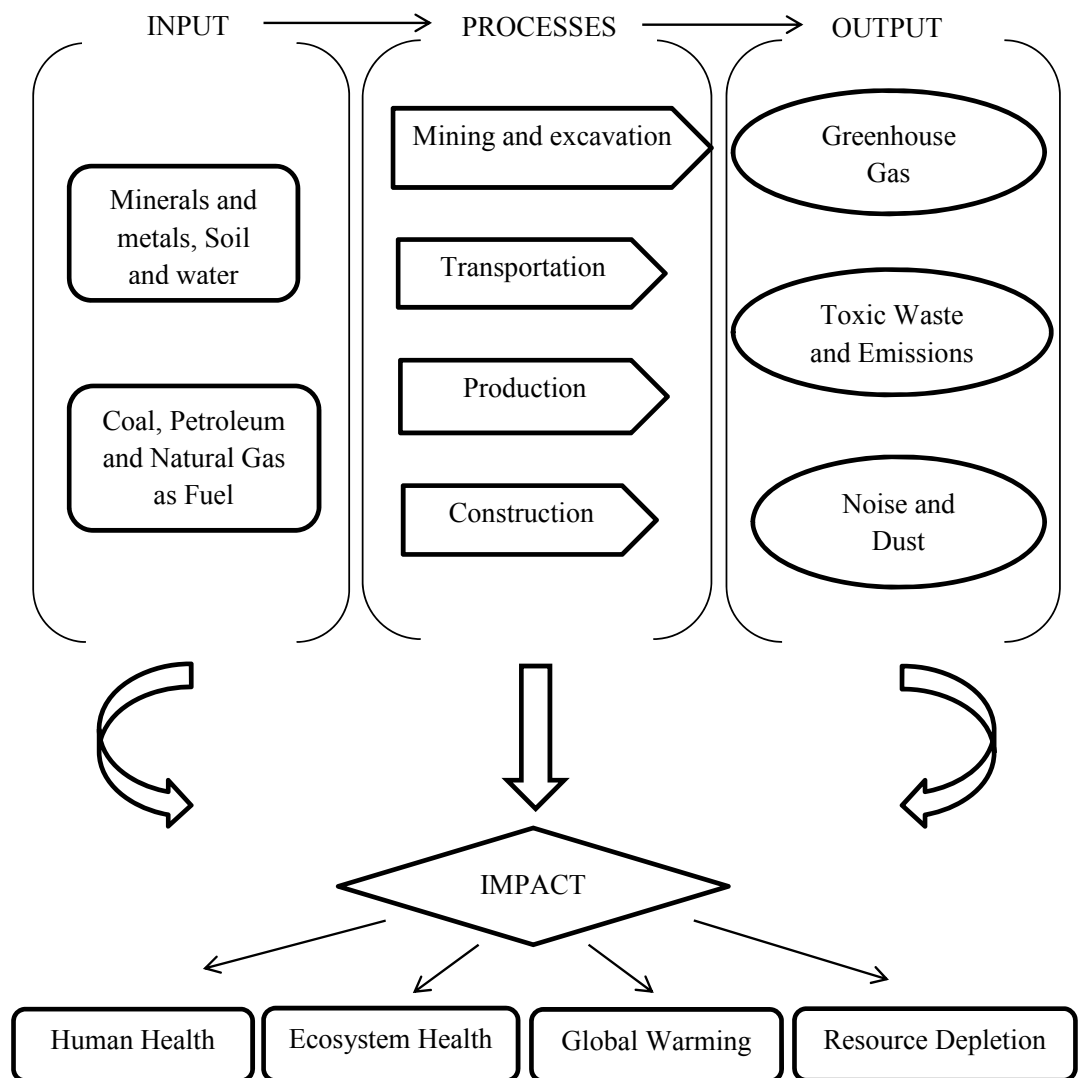 INPUT
PROCESSES
OUTPUT
Minerals and
metals, Soil
and water
Coal, Petroleum
and Natural Gas
as Fuel
Mining and excavation
Transportation
Production
Construction
Greenhouse
Gas
Toxic Waste
and Emissions
Noise and
Dust
IMPACT
Human Health
Ecosystem Health
Global Warming
Resource Depletion